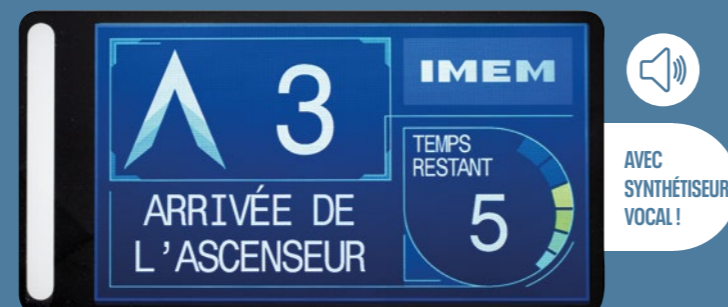 3
IMEM
TEMPS
RESTANT
5
ARRIVÉE DE
L'ASCENSEUR
AVEC
SYNTHÉTISEUR
VOCAL !